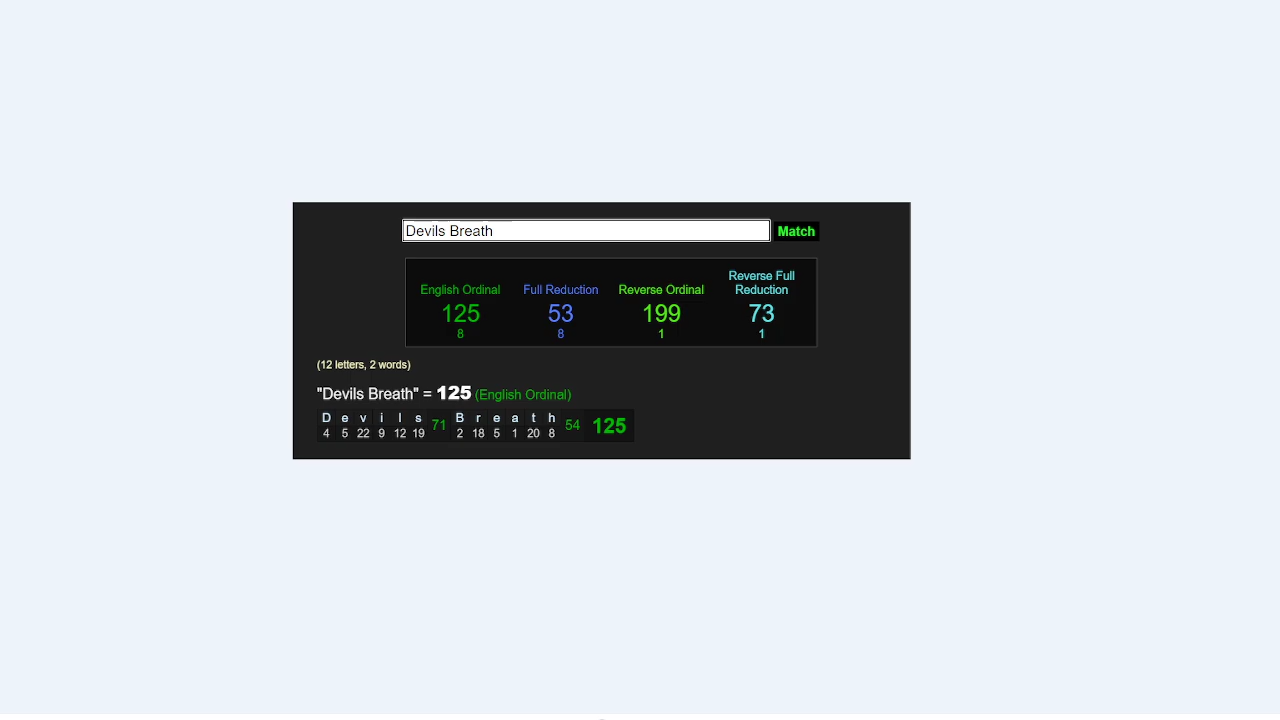 Devils Breath Match
English Ordinal Full Reduction Reverse Ordinal Reverse Full Reduction
125 53 199 73
8 8 1 1
(12 letters, 2 words)
"Devils Breath" = 125 (English Ordinal)
D e v i l s 71 B r e a t h 54 125
4 5 22 9 12 19 2 18 5 1 20 8